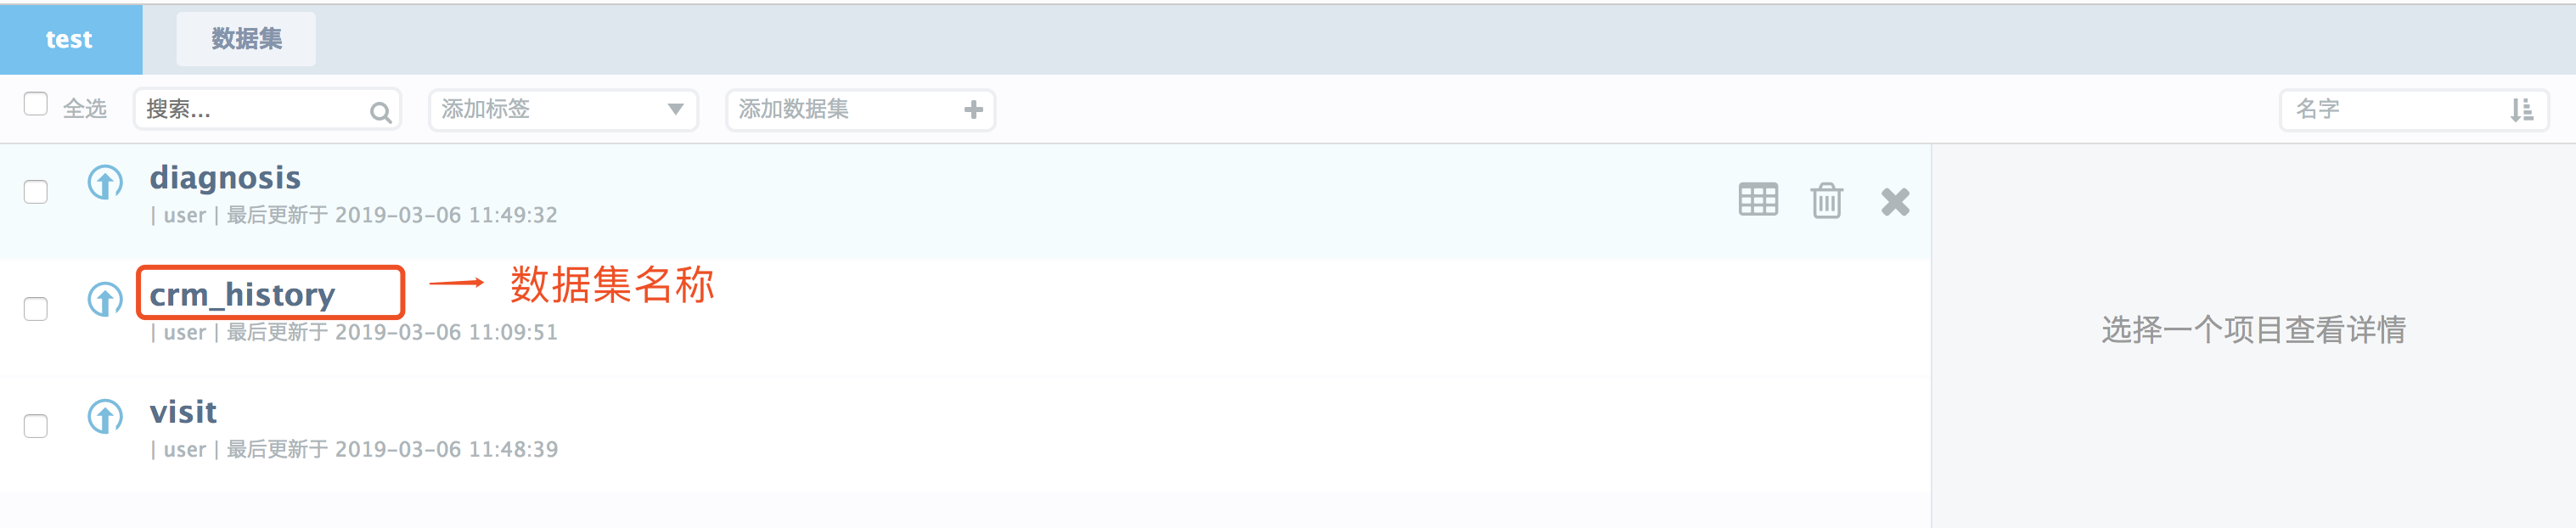 test 数据集
全选 搜索... 添加标签 添加数据集 名字
diagnosis
| user | 最后更新于 2019-03-06 11:49:32
crm_history → 数据集名称
| user | 最后更新于 2019-03-06 11:09:51
选择一个项目查看详情
visit
| user | 最后更新于 2019-03-06 11:48:39